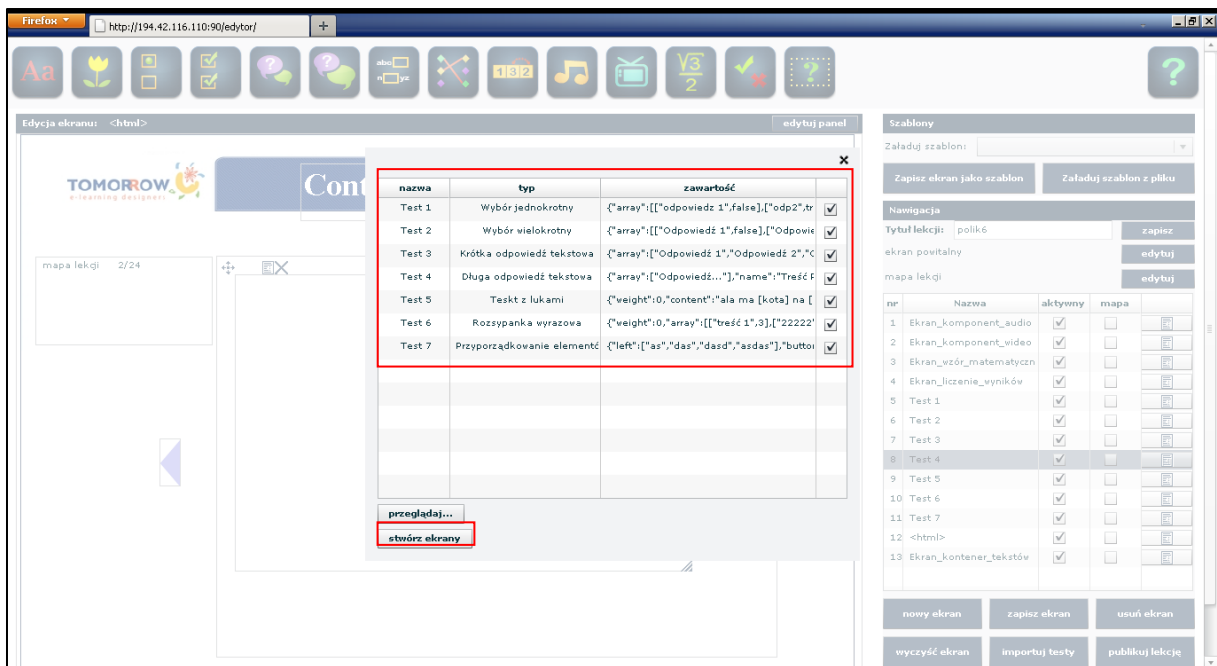 Firefox
http://194.42.116.110:90/edytor/
Aa
abc
n yz
1 3 2
√3
2
?
?
Edycja ekranu: <html>
edytuj panel
TOMORROW
e-learning designers
Cont
mapa lekcji 2/24
nazwa typ zawartość
Test 1 Wybór jednokrotny {"array":[["odpowiedz 1",false],["odp2",tr
Test 2 Wybór wielokrotny {"array":[["Odpowiedź 1",false],["Odpowie
Test 3 Krótka odpowiedź tekstowa {"array":["Odpowiedź 1","Odpowiedź 2","O
Test 4 Długa odpowiedź tekstowa {"array":["Odpowiedź..."],"name":"Treść P
Test 5 Teskt z lukami {"weight":0,"content":"ala ma [kota] na [
Test 6 Rozsypanka wyrazowa {"weight":0,"array":[["treść 1",3],["22222"
Test 7 Przyporządkowanie elementó {"left":["as","das","dasd","asdas"],"buttor
przeglądaj...
stwórz ekrany
Szablony
Załaduj szablon:
Zapisz ekran jako szablon Załaduj szablon z pliku
Nawigacja
Tytuł lekcji: polik6 zapisz
ekran powitalny edytuj
mapa lekcji edytuj
nr Nazwa aktywny mapa
1 Ekran_komponent_audio
2 Ekran_komponent_wideo
3 Ekran_wzór_matematyczn
4 Ekran_liczenie_wyników
5 Test 1
6 Test 2
7 Test 3
8 Test 4
9 Test 5
10 Test 6
11 Test 7
12 <html>
13 Ekran_kontener_tekstów
nowy ekran zapisz ekran usuń ekran
wyczyść ekran importuj testy publikuj lekcję